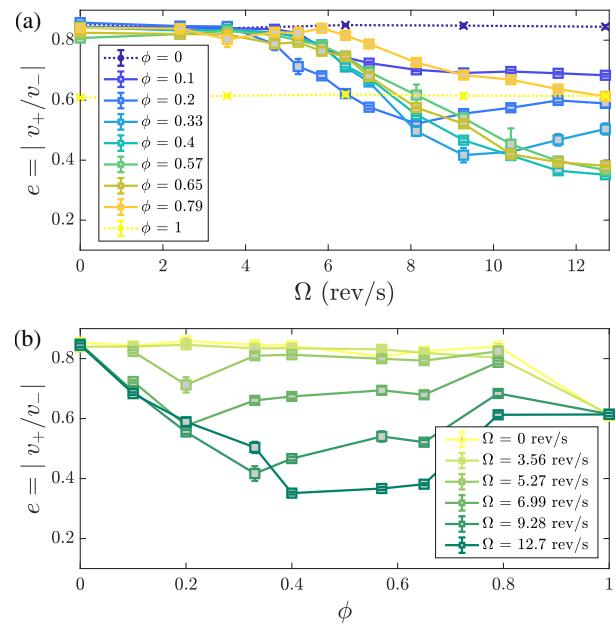 (a)
0.8
0.6
0.4
0.2
e = | v₊/v₋|
ϕ = 0
ϕ = 0.1
ϕ = 0.2
ϕ = 0.33
ϕ = 0.4
ϕ = 0.57
ϕ = 0.65
ϕ = 0.79
ϕ = 1
0 2 4 6 8 10 12
Ω (rev/s)
(b)
0.8
0.6
0.4
0.2
e = | v₊/v₋|
Ω = 0 rev/s
Ω = 3.56 rev/s
Ω = 5.27 rev/s
Ω = 6.99 rev/s
Ω = 9.28 rev/s
Ω = 12.7 rev/s
0 0.2 0.4 0.6 0.8 1
ϕ